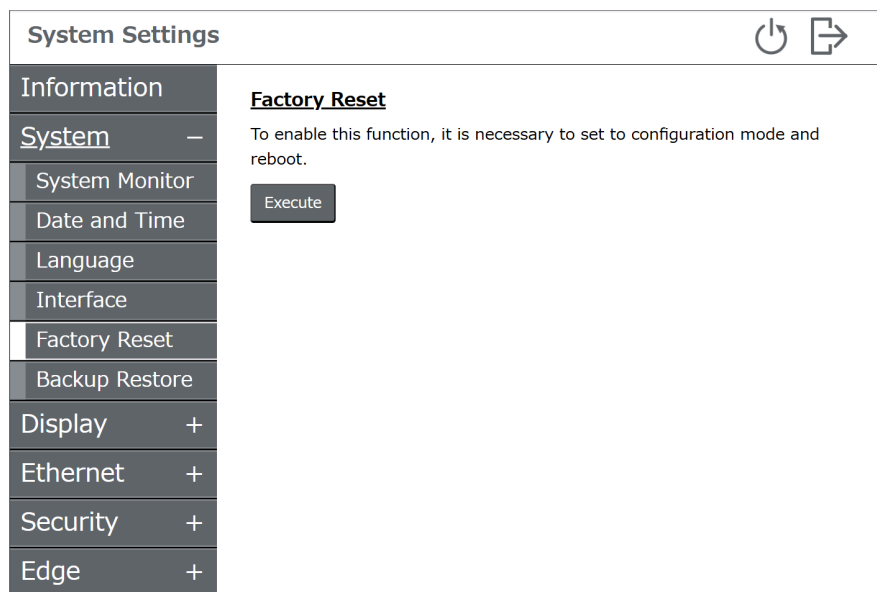 System Settings
Information
System −
System Monitor
Date and Time
Language
Interface
Factory Reset
Backup Restore
Display +
Ethernet +
Security +
Edge +
Factory Reset
To enable this function, it is necessary to set to configuration mode and
reboot.
Execute